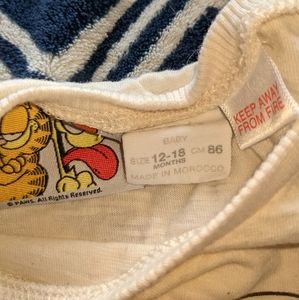 BABY
SIZE 12-18 CM 86
MONTHS
MADE IN MOROCCO
KEEP AWAY
FROM FIRE
© PAWS. All Rights Reserved.